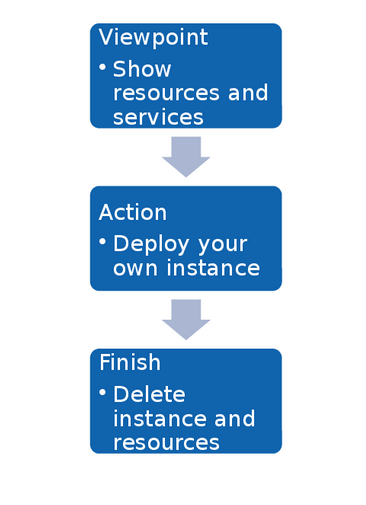 Viewpoint
• Show
resources and
services
Action
• Deploy your
own instance
Finish
• Delete
instance and
resources